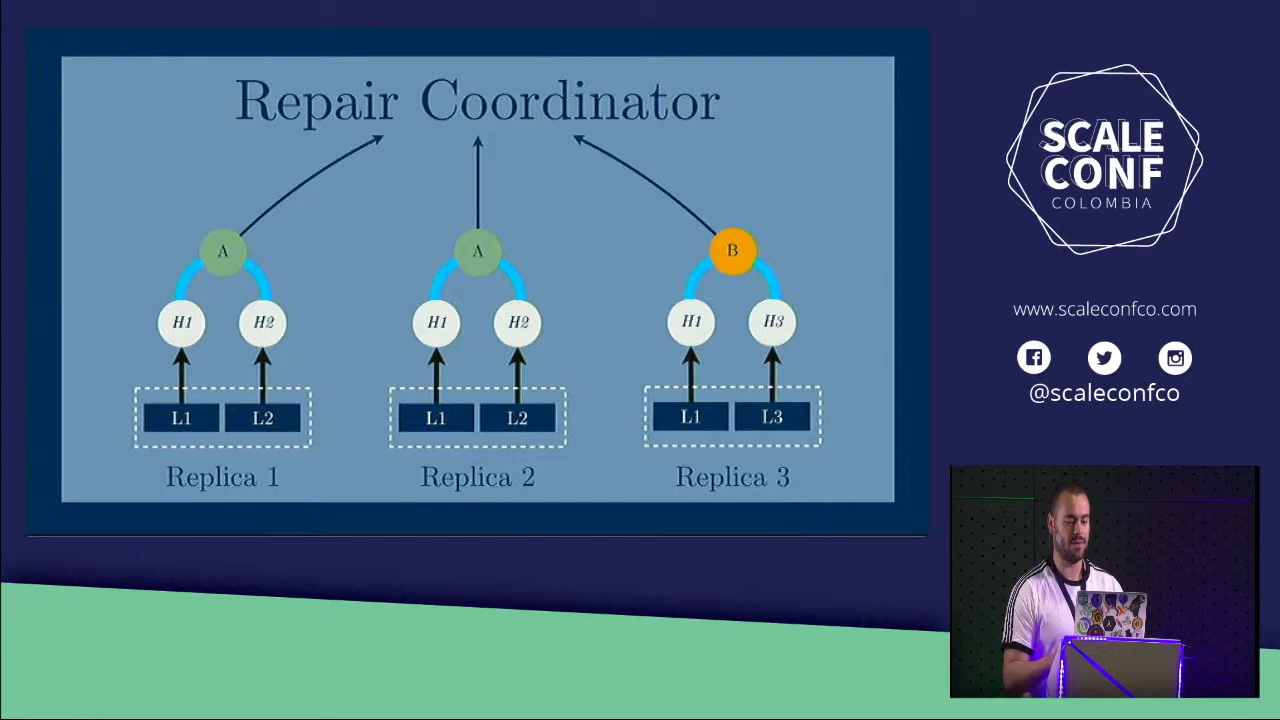 Repair Coordinator
A A B
H1 H2 H1 H2 H1 H3
L1 L2 L1 L2 L1 L3
Replica 1 Replica 2 Replica 3
SCALE
CONF
COLOMBIA
www.scaleconfco.com
@scaleconfco